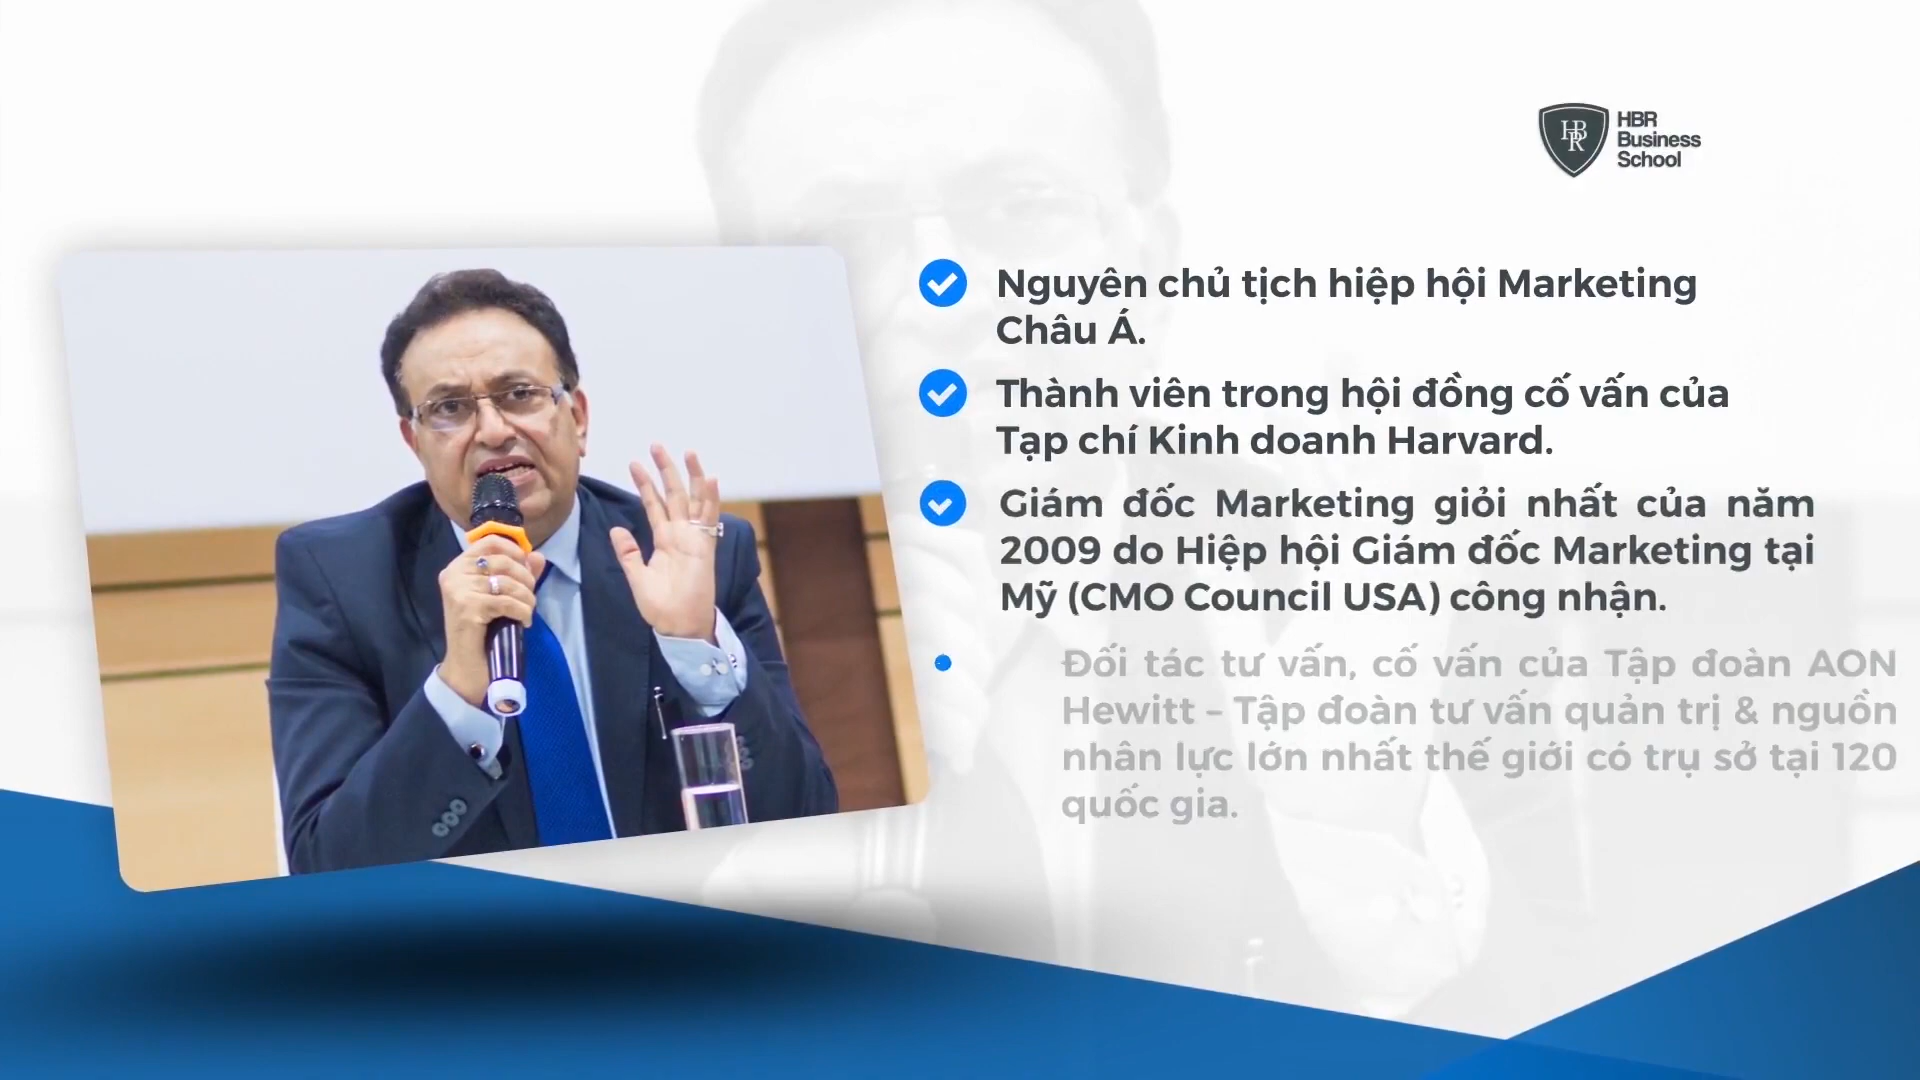 HBR
HBR
Business
School
Nguyên chủ tịch hiệp hội Marketing
Châu Á.
Thành viên trong hội đồng cố vấn của
Tạp chí Kinh doanh Harvard.
Giám đốc Marketing giỏi nhất của năm
2009 do Hiệp hội Giám đốc Marketing tại
Mỹ (CMO Council USA) công nhận.
Đối tác tư vấn, cố vấn của Tập đoàn AON
Hewitt – Tập đoàn tư vấn quản trị & nguồn
nhân lực lớn nhất thế giới có trụ sở tại 120
quốc gia.